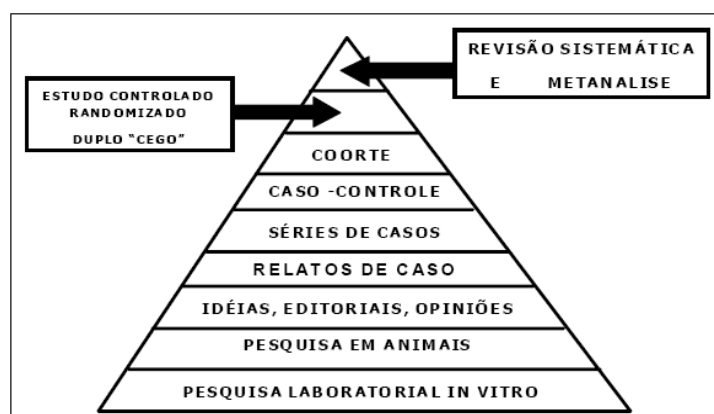 REVISÃO SISTEMÁTICA
E METANALISE
ESTUDO CONTROLADO
RANDOMIZADO
DUPLO "CEGO"
COORTE
CASO -CONTROLE
SÉRIES DE CASOS
RELATOS DE CASO
IDÉIAS, EDITORIAIS, OPINIÕES
PESQUISA EM ANIMAIS
PESQUISA LABORATORIAL IN VITRO